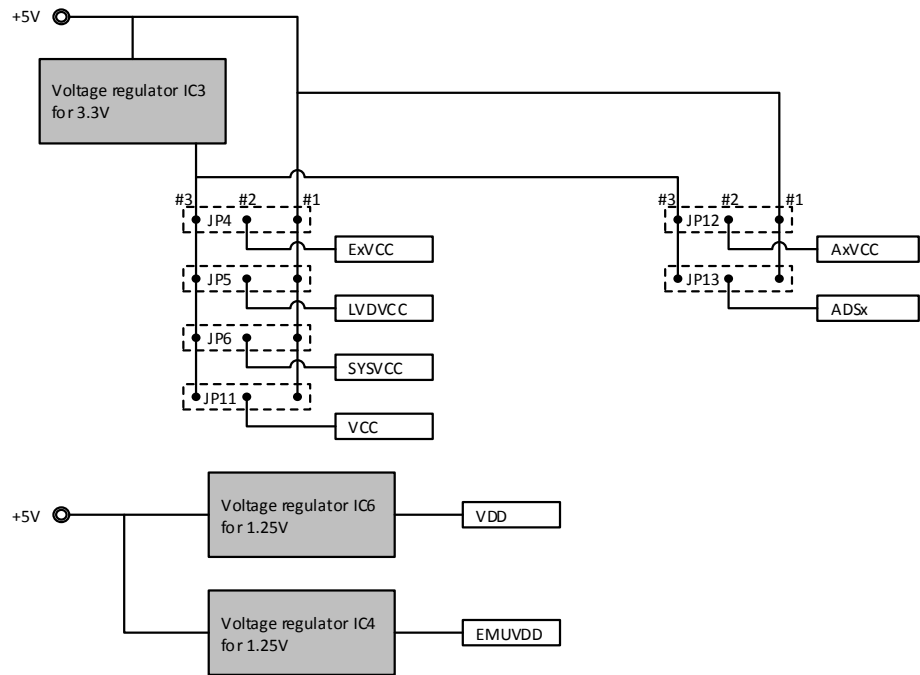 +5V
Voltage regulator IC3
for 3.3V
#3 #2 #1
JP4
ExVCC
JP5
LVDVCC
JP6
SYSVCC
JP11
VCC
#3 #2 #1
JP12
AxVCC
JP13
ADSx
+5V
Voltage regulator IC6
for 1.25V
VDD
Voltage regulator IC4
for 1.25V
EMUVDD